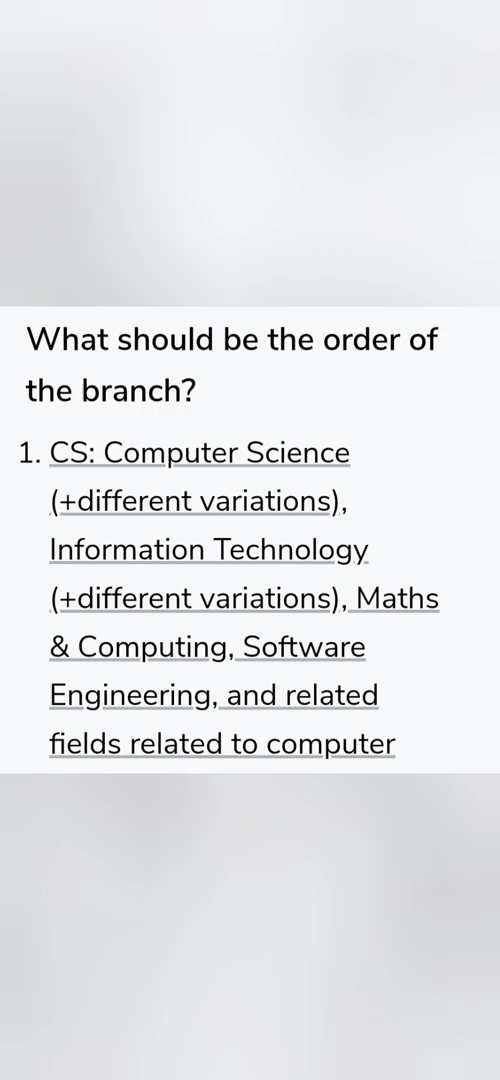 What should be the order of
the branch?
1. CS: Computer Science
(+different variations),
Information Technology
(+different variations), Maths
& Computing, Software
Engineering, and related
fields related to computer